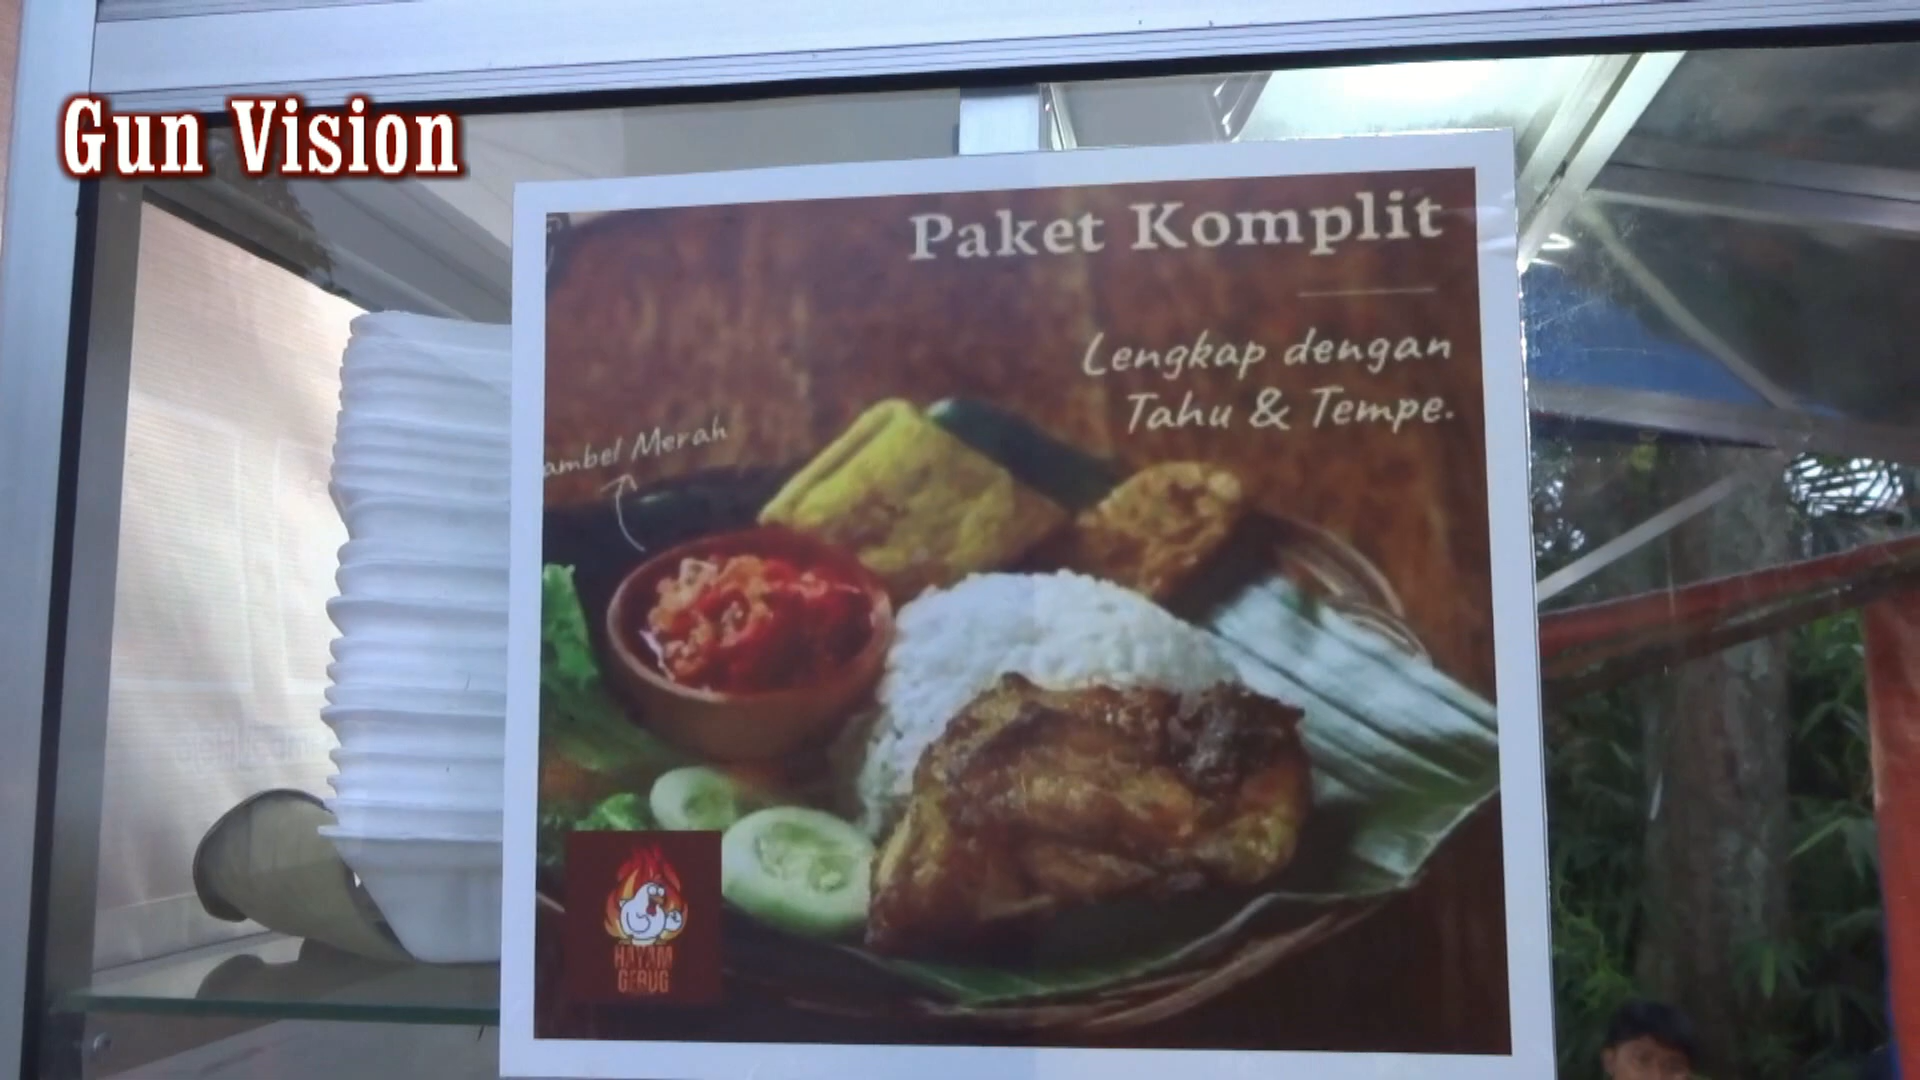 Gun Vision
Paket Komplit
Lengkap dengan
Tahu & Tempe.
ambel Merah
HAYAM
GEBUG